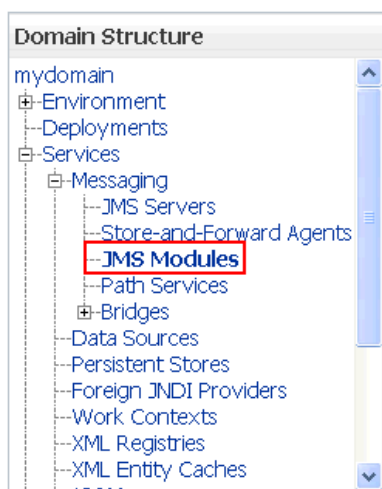 Domain Structure
mydomain
Environment
Deployments
Services
Messaging
JMS Servers
Store-and-Forward Agents
JMS Modules
Path Services
Bridges
Data Sources
Persistent Stores
Foreign JNDI Providers
Work Contexts
XML Registries
XML Entity Caches